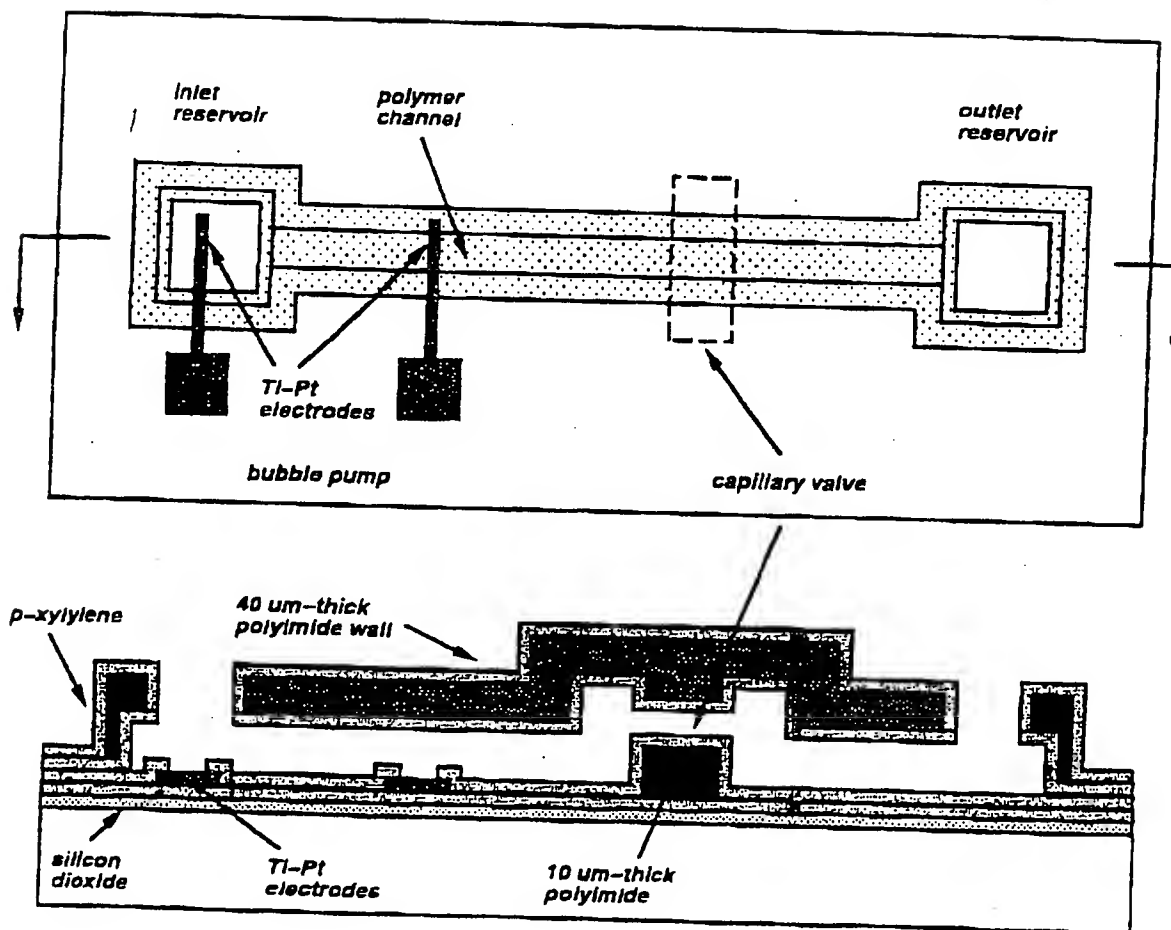 inlet
reservoir
polymer
channel
outlet
reservoir
Ti-Pt
electrodes
bubble pump
capillary valve
p-xylylene
40 um-thick
polyimide wall
silicon
dioxide
Ti-Pt
electrodes
10 um-thick
polyimide